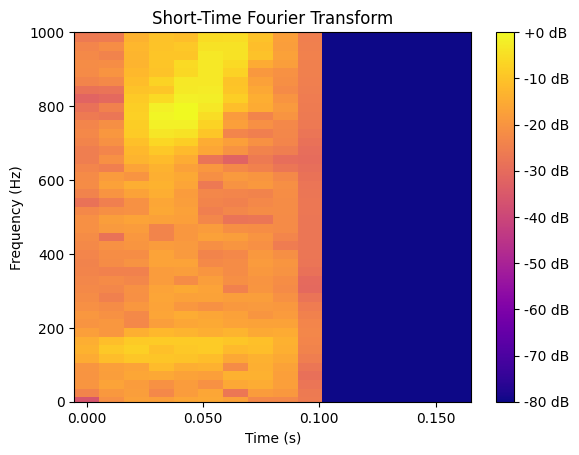 Short-Time Fourier Transform
1000
800
600
400
200
0
Frequency (Hz)
0.000
0.050
0.100
0.150
Time (s)
+0 dB
-10 dB
-20 dB
-30 dB
-40 dB
-50 dB
-60 dB
-70 dB
-80 dB